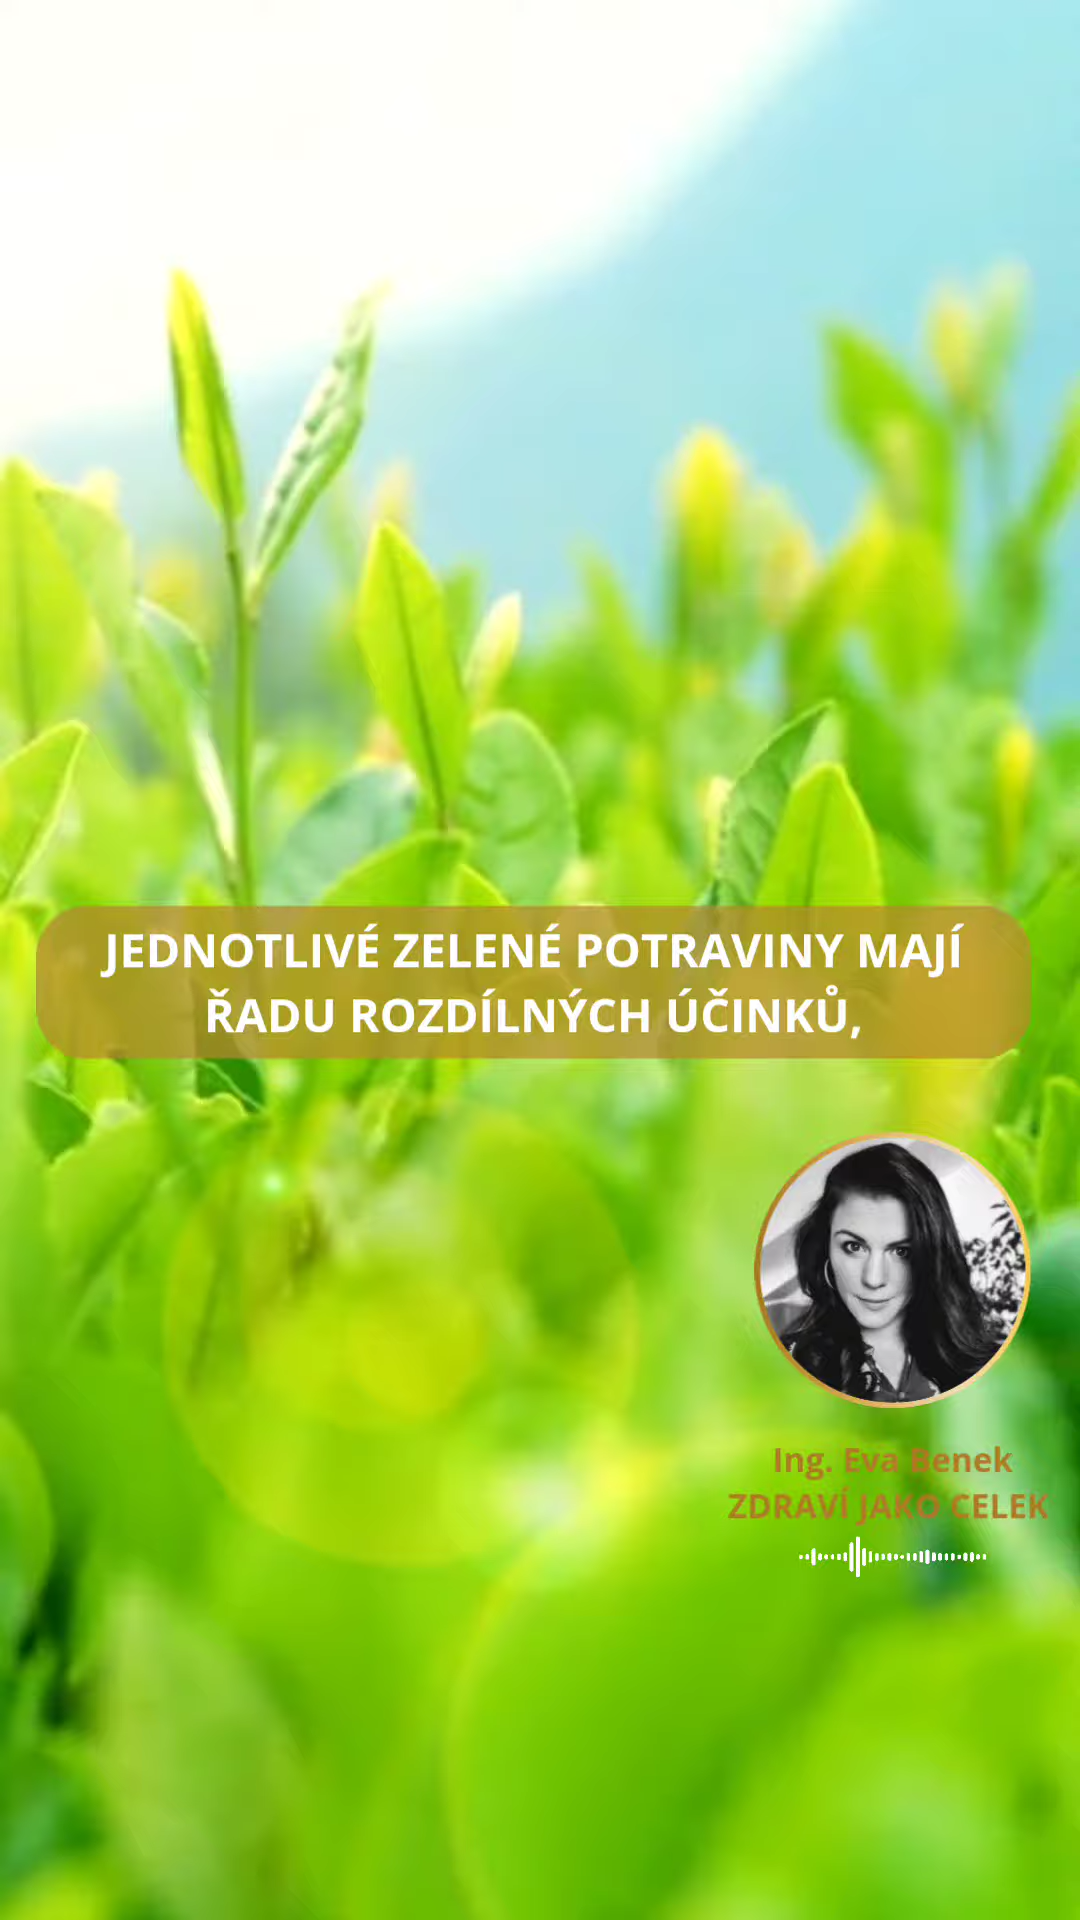 JEDNOTLIVÉ ZELENÉ POTRAVINY MAJÍ
ŘADU ROZDÍLNÝCH ÚČINKŮ,
Ing. Eva Benek
ZDRAVÍ JAKO CELEK